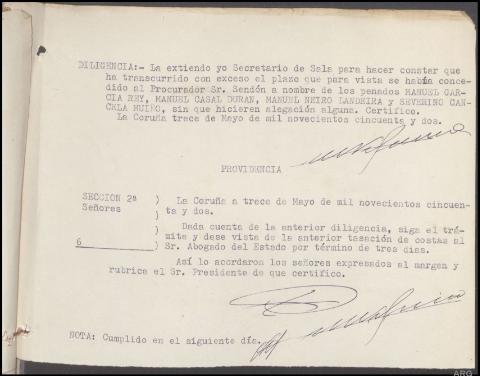 DILIGENCIA:- La extiendo yo Secretario de Sala para hacer constar que
ha transcurrido con exceso el plazo que para vista se había conce-
dido al Procurador Sr. Sendón a nombre de los penados MANUEL GAR-
CIA REY, MANUEL CASAL DURAN, MANUEL NEIRO LANDEIRA y SEVERINO CAN-
CELA MUIÑO, sin que hicieren alegación alguna. Certifico.
La Coruña trece de Mayo de mil novecientos cincuenta y dos.
PROVIDENCIA
SECCION 2ª ) La Coruña a trece de Mayo de mil novecientos cincuen-
Señores ) ta y dos.
) Dada cuenta de la anterior diligencia, siga el trá-
) mite y dese vista de la anterior tasación de costas al
6 ) Sr. Abogado del Estado por término de tres dias.
Así lo acordaron los señores expresados al margen y
rubrica el Sr. Presidente de que certifico.
NOTA: Cumplido en el siguiente día.
ARG